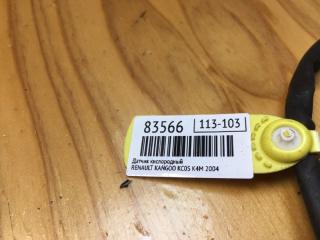 83566 113-103
Датчик кислородный
RENAULT KANGOO KC0S K4M 2004